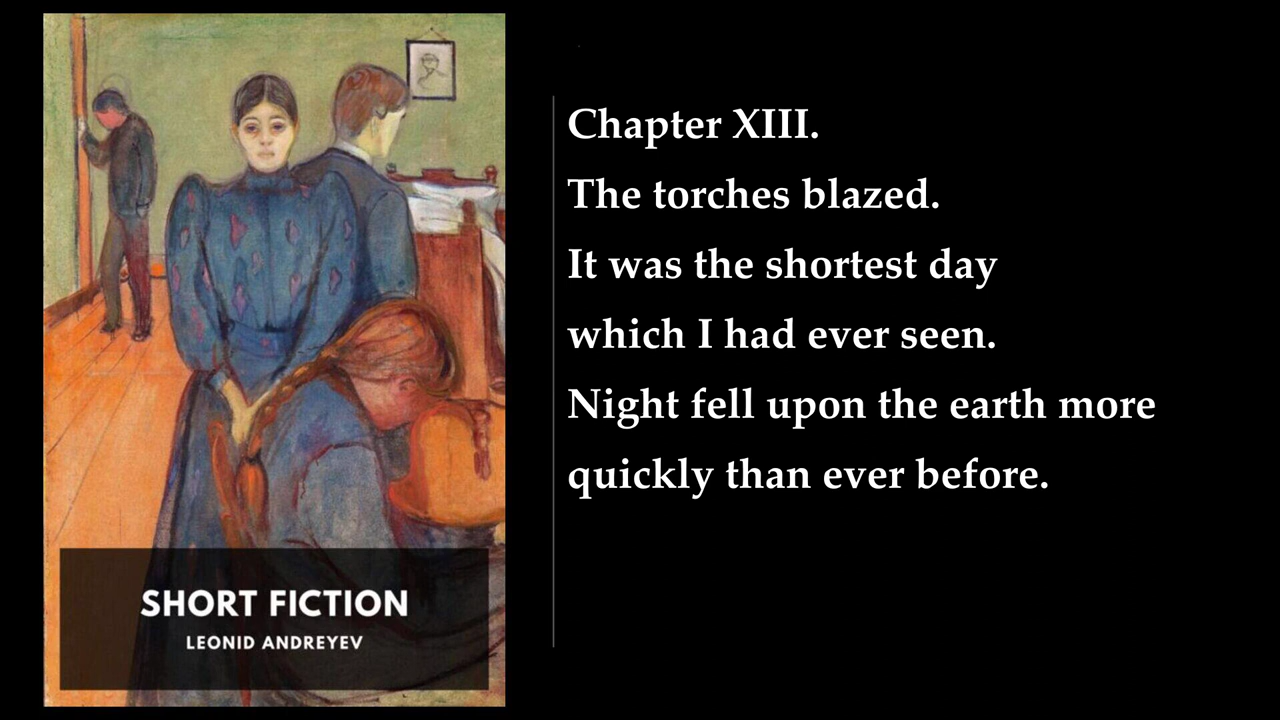 Chapter XIII.
The torches blazed.
It was the shortest day
which I had ever seen.
Night fell upon the earth more
quickly than ever before.
SHORT FICTION
LEONID ANDREYEV